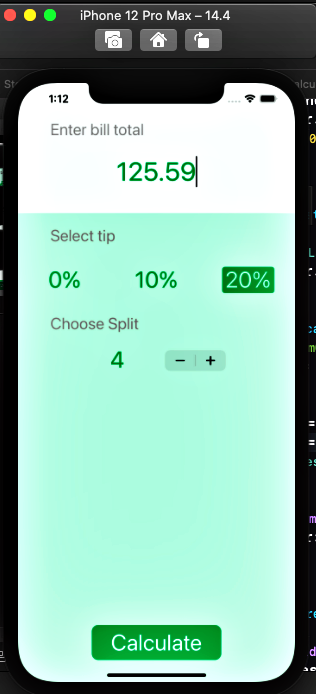 iPhone 12 Pro Max – 14.4
1:12
Enter bill total
125.59
Select tip
0% 10% 20%
Choose Split
4 − +
Calculate